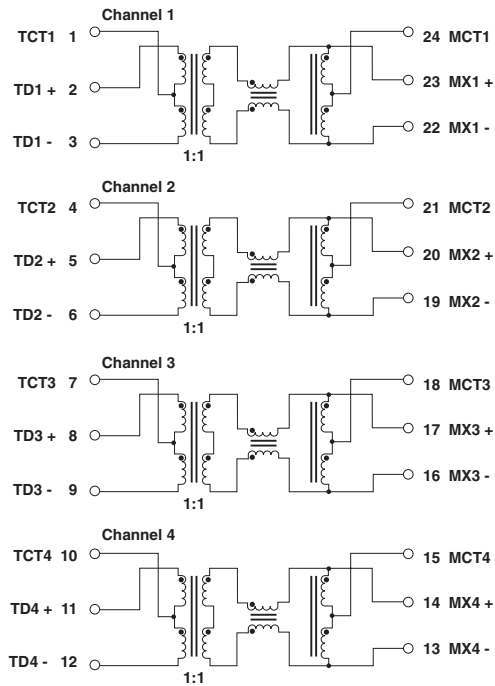 Channel 1
TCT1 1
24 MCT1
TD1 + 2
23 MX1 +
TD1 - 3
22 MX1 -
1:1
Channel 2
TCT2 4
21 MCT2
TD2 + 5
20 MX2 +
TD2 - 6
19 MX2 -
1:1
Channel 3
TCT3 7
18 MCT3
TD3 + 8
17 MX3 +
TD3 - 9
16 MX3 -
1:1
Channel 4
TCT4 10
15 MCT4
TD4 + 11
14 MX4 +
TD4 - 12
13 MX4 -
1:1